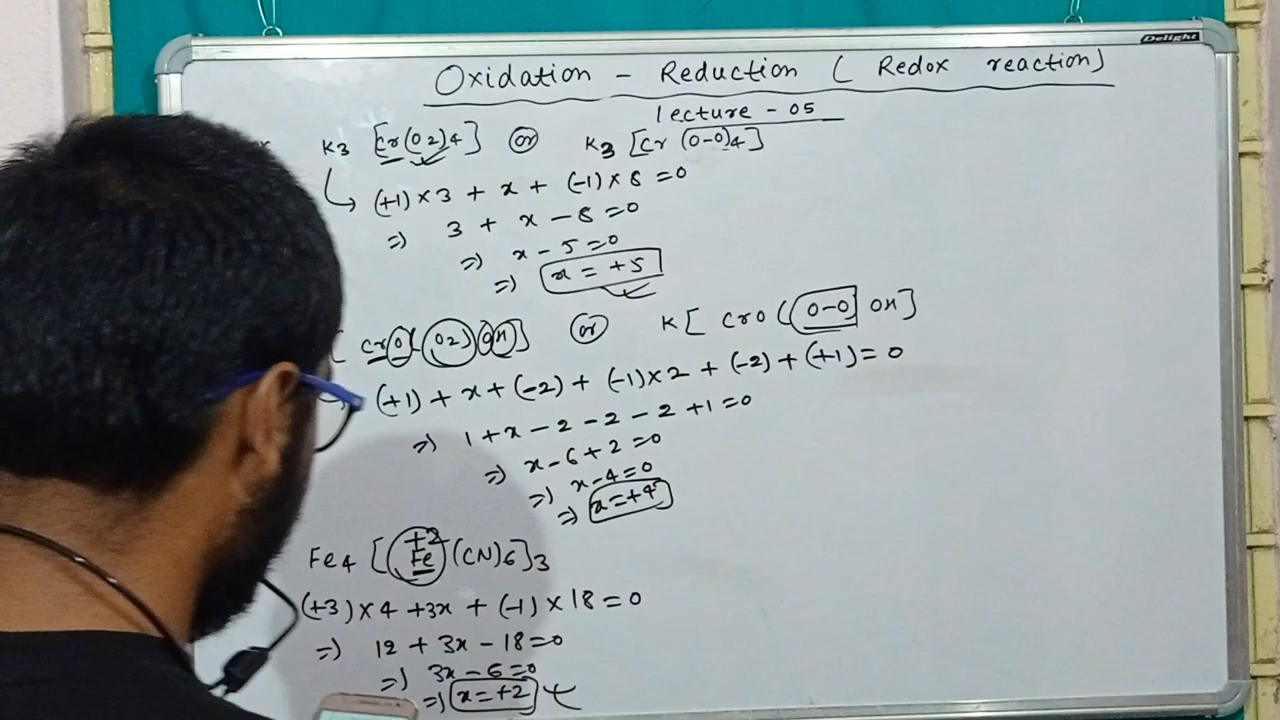 Delight
Oxidation - Reduction ( Redox reaction)
lecture - 05
K3 [Cr(O2)4] or K3 [Cr (O-O)4]
↳ (+1)×3 + x + (-1)×8 =0
=) 3 + x - 8 =0
=) x - 5 =0
=) x = +5
[ CrO(O2)OH] or K[ CrO (O-O) OH]
(+1) + x + (-2) + (-1)×2 + (-2) + (+1) = 0
=) 1+x-2-2-2+1=0
=) x-6+2=0
=) x-4=0
=) x=+4
+2
Fe4 [Fe(CN)6]3
(+3)×4 +3x + (-1)×18 =0
=) 12 + 3x - 18 =0
=) 3x-6=0
=) x=+2